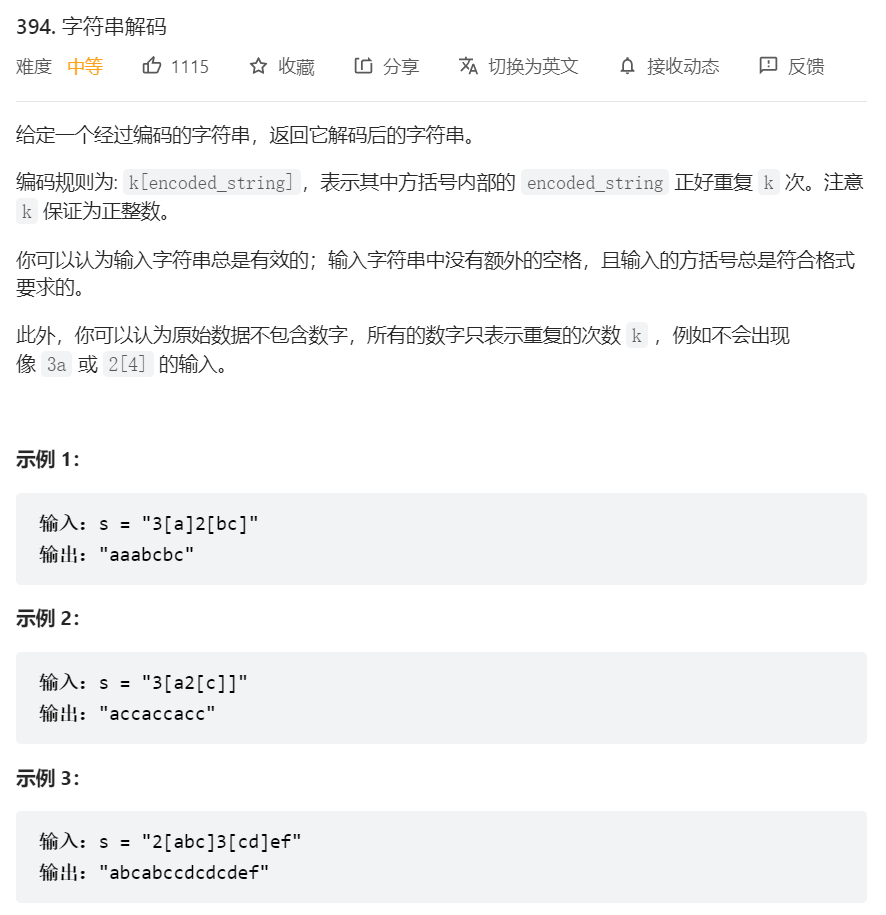 394. 字符串解码
难度 中等 1115 收藏 分享 切换为英文 接收动态 反馈
给定一个经过编码的字符串，返回它解码后的字符串。
编码规则为: k[encoded_string]，表示其中方括号内部的 encoded_string 正好重复 k 次。注意
k 保证为正整数。
你可以认为输入字符串总是有效的；输入字符串中没有额外的空格，且输入的方括号总是符合格式
要求的。
此外，你可以认为原始数据不包含数字，所有的数字只表示重复的次数 k ，例如不会出现
像 3a 或 2[4] 的输入。
示例 1：
输入：s = "3[a]2[bc]"
输出："aaabcbc"
示例 2：
输入：s = "3[a2[c]]"
输出："accaccacc"
示例 3：
输入：s = "2[abc]3[cd]ef"
输出："abcabccdcdcdef"